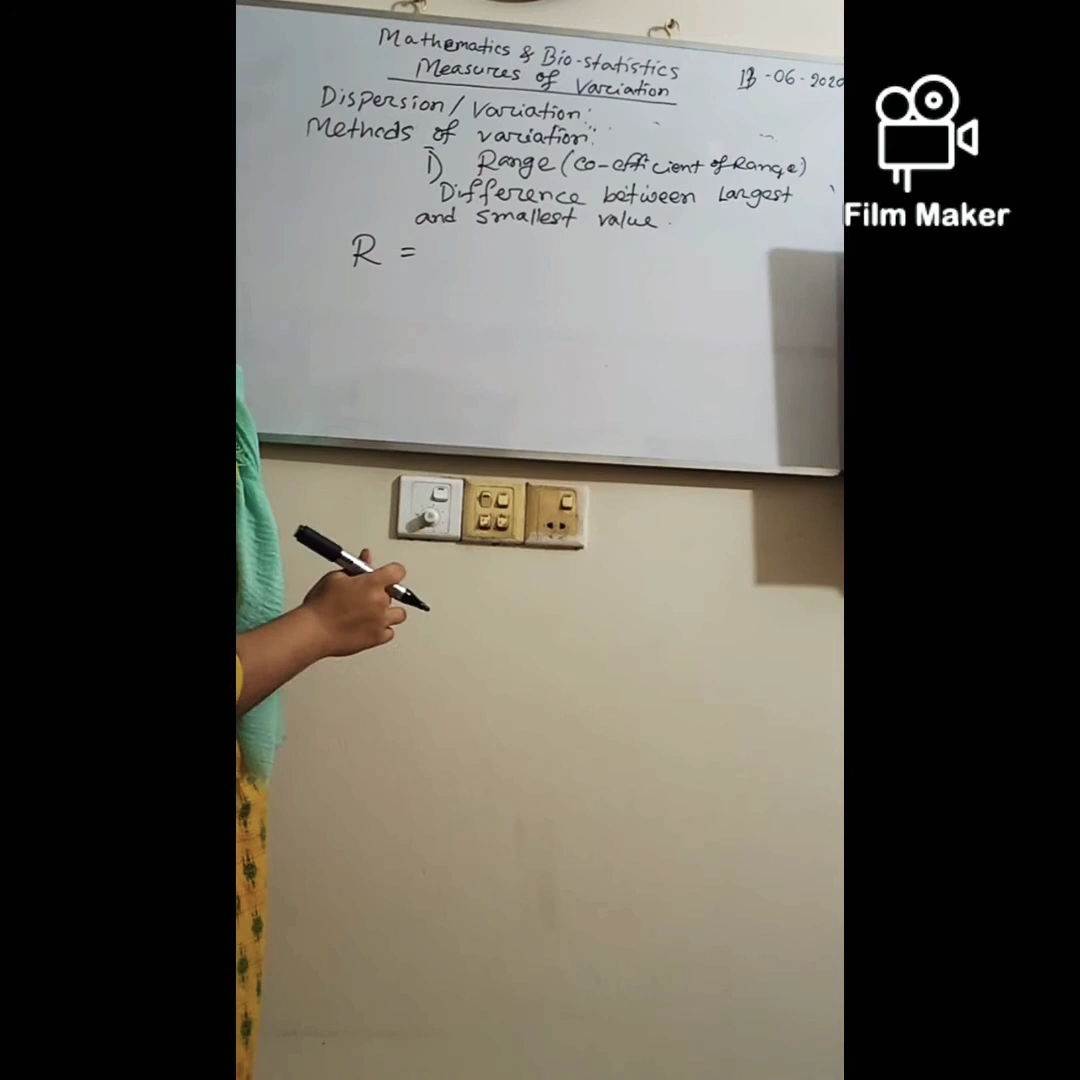 Mathematics & Bio-statistics
Measures of Variation
13-06-2020
Dispersion/Variation:
Methods of variation:
i) Range (co-efficient of Range)
Difference between Largest
and smallest value.
R =
Film Maker